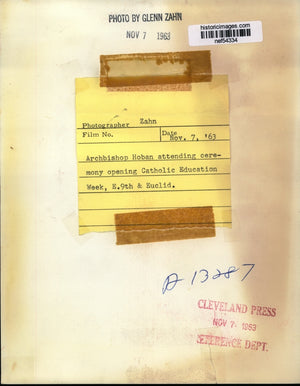 PHOTO BY GLENN ZAHN
NOV 7 1963
historicimages.com
nef54334
Photographer Zahn
Film No. Date Nov. 7, '63
Archbishop Hoban attending cere-
mony opening Catholic Education
Week, E.9th & Euclid.
A 13287
CLEVELAND PRESS
NOV 7- 1963
REFERENCE DEPT.